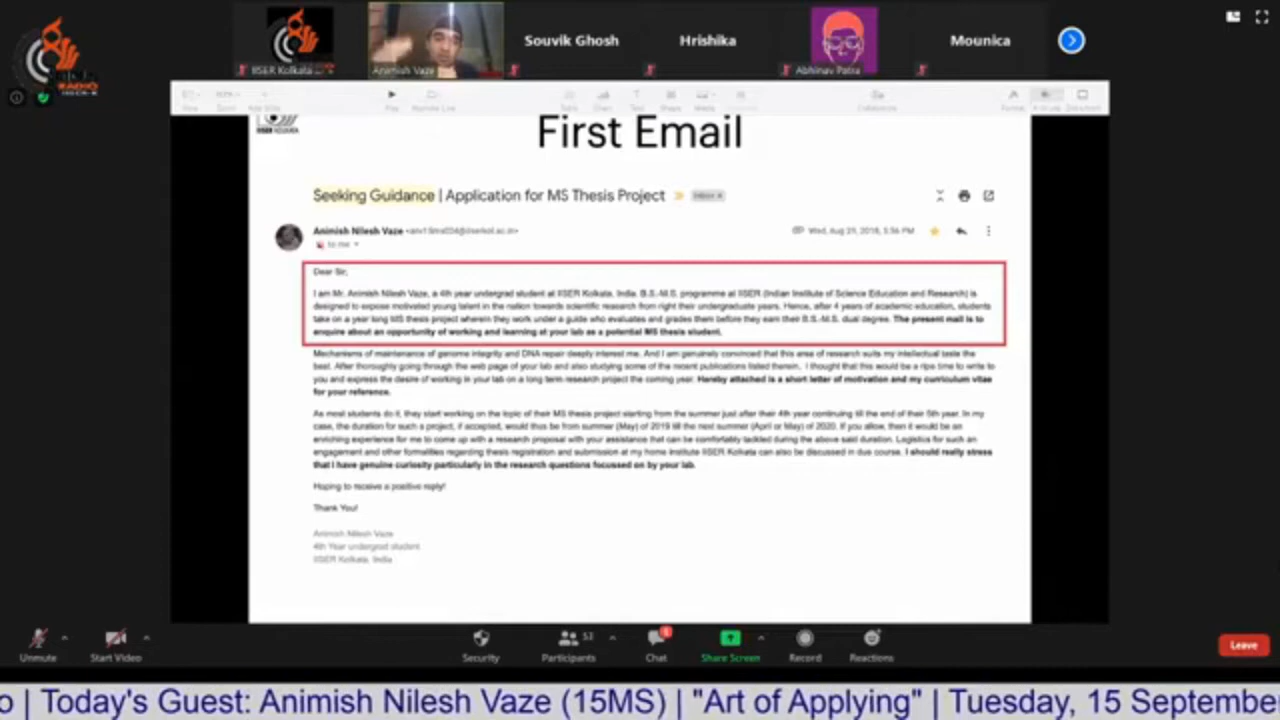 RADIO
IISER-K
IISER Kolkata
Animish Vaze
Souvik Ghosh
Hrishika
Abhinav Patra
Mounica
IISER KOLKATA
First Email
Seeking Guidance | Application for MS Thesis Project
Inbox x
Animish Nilesh Vaze
Wed, Aug 29, 2018, 3:56 PM
to me
Dear Sir,
I am Mr. Animish Nilesh Vaze, a 4th year undergrad student at IISER Kolkata, India. B.S.-M.S. programme at IISER (Indian Institute of Science Education and Research) is
designed to expose motivated young talent in the nation towards scientific research from right their undergraduate years. Hence, after 4 years of academic education, students
take on a year long MS thesis project wherein they work under a guide who evaluates and grades them before they earn their B.S.-M.S. dual degree. The present mail is to
enquire about an opportunity of working and learning at your lab as a potential MS thesis student.
Mechanisms of maintenance of genome integrity and DNA repair deeply interest me. And I am genuinely convinced that this area of research suits my intellectual taste the
best. After thoroughly going through the web page of your lab and also studying some of the recent publications listed therein, I thought that this would be a ripe time to write to
you and express the desire of working in your lab on a long term research project the coming year. Hereby attached is a short letter of motivation and my curriculum vitae
for your reference.
As most students do it, they start working on the topic of their MS thesis project starting from the summer just after their 4th year continuing till the end of their 5th year. In my
case, the duration for such a project, if accepted, would thus be from summer (May) of 2019 till the next summer (April or May) of 2020. If you allow, then it would be an
enriching experience for me to come up with a research proposal with your assistance that can be comfortably tackled during the above said duration. Logistics for such an
engagement and other formalities regarding thesis registration and submission at my home institute IISER Kolkata can also be discussed in due course. I should really stress
that I have genuine curiosity particularly in the research questions focussed on by your lab.
Hoping to receive a positive reply!
Thank You!
Animish Nilesh Vaze
4th Year undergrad student
IISER Kolkata, India
Unmute
Start Video
Security
Participants
53
Chat
Share Screen
Record
Reactions
Leave
o | Today's Guest: Animish Nilesh Vaze (15MS) | "Art of Applying" | Tuesday, 15 September